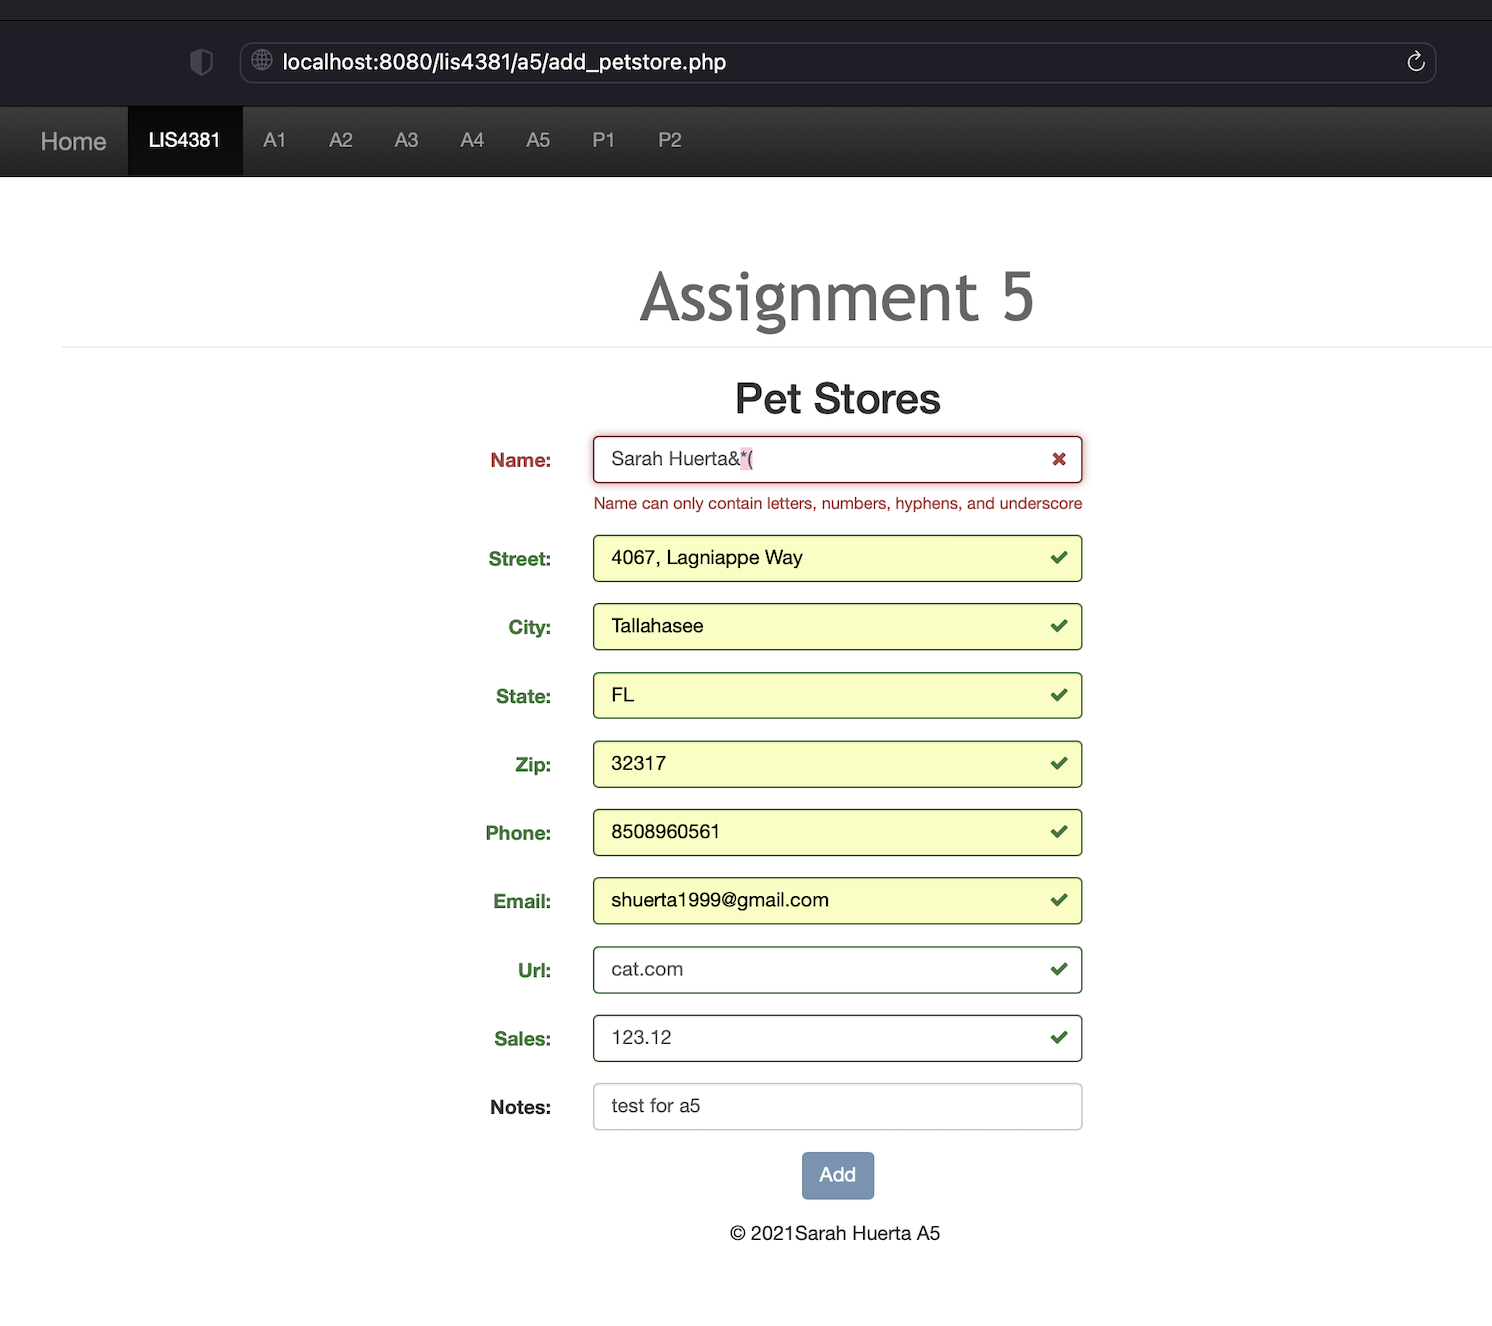 localhost:8080/lis4381/a5/add_petstore.php
Home LIS4381 A1 A2 A3 A4 A5 P1 P2
Assignment 5
Pet Stores
Name: Sarah Huerta&*(
Name can only contain letters, numbers, hyphens, and underscore
Street: 4067, Lagniappe Way
City: Tallahasee
State: FL
Zip: 32317
Phone: 8508960561
Email: shuerta1999@gmail.com
Url: cat.com
Sales: 123.12
Notes: test for a5
Add
© 2021Sarah Huerta A5